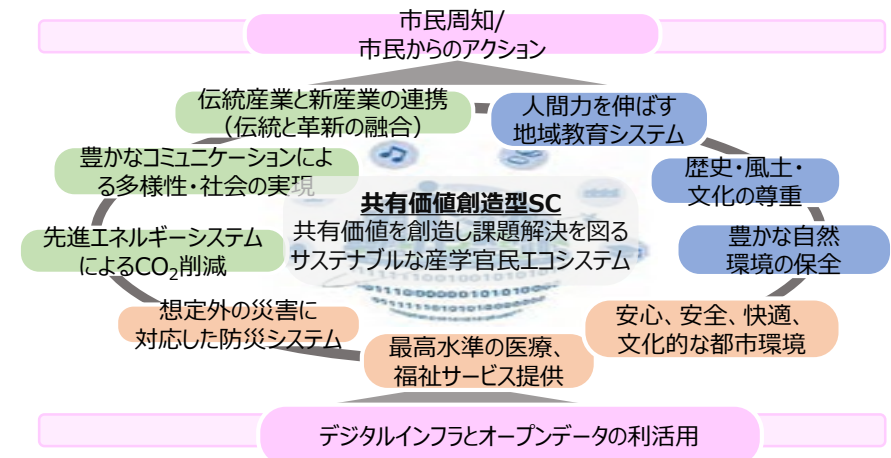 市民周知/
市民からのアクション
伝統産業と新産業の連携
（伝統と革新の融合）
人間力を伸ばす
地域教育システム
豊かなコミュニケーションによ
る多様性・社会の実現
歴史・風土・
文化の尊重
共有価値創造型SC
共有価値を創造し課題解決を図る
サステナブルな産学官民エコシステム
先進エネルギーシステム
によるCO₂削減
豊かな自然
環境の保全
想定外の災害に
対応した防災システム
安心、安全、快適、
文化的な都市環境
最高水準の医療、
福祉サービス提供
デジタルインフラとオープンデータの利活用